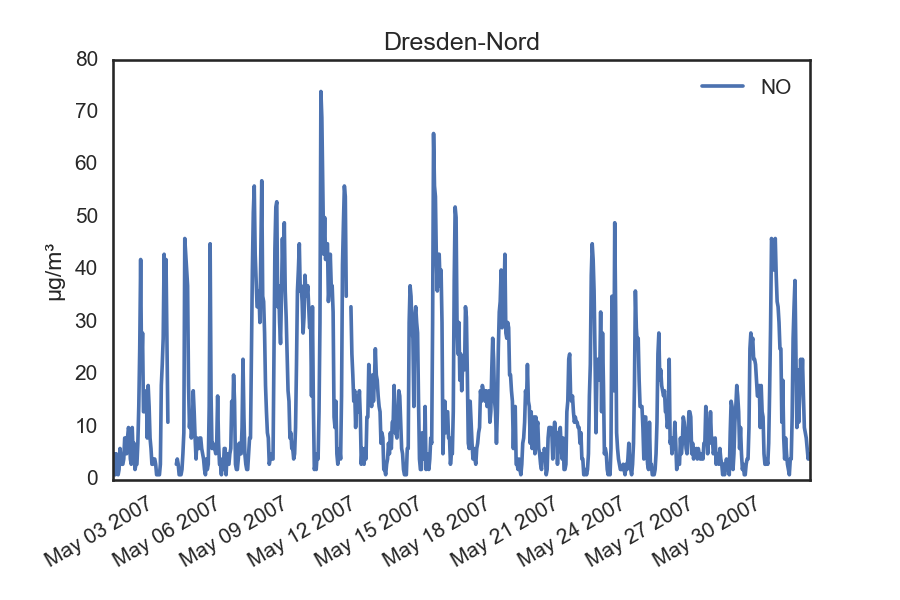 Dresden-Nord
80
70
60
50
40
30
20
10
0
µg/m³
NO
May 03 2007
May 06 2007
May 09 2007
May 12 2007
May 15 2007
May 18 2007
May 21 2007
May 24 2007
May 27 2007
May 30 2007